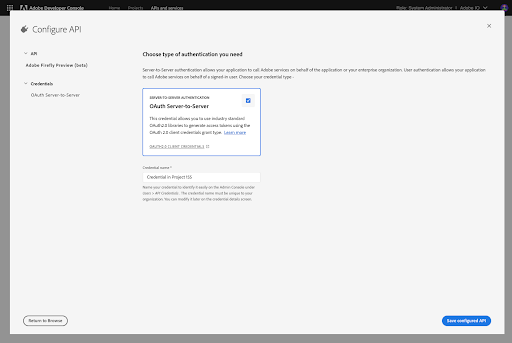 Adobe Developer Console Home Projects APIs and services Role: System Administrator | Adobe IO
Configure API
API
Adobe Firefly Preview (beta)
Credentials
OAuth Server-to-Server
Choose type of authentication you need
Server-to-Server authentication allows your application to call Adobe services on behalf of the application or your enterprise organization. User authentication allows your application
to call Adobe services on behalf of a signed in user. Choose your credential type -
SERVER TO SERVER AUTHENTICATION
OAuth Server-to-Server
This credential allows you to use industry standard
OAuth2.0 libraries to generate access tokens using the
OAuth 2.0 client credentials grant type. Learn more
OAUTH2.0 CLIENT CREDENTIALS
Credential name *
Credential in Project155
Name your credential to identify it easily on the Admin Console under
Users > API Credentials . The credential name must be unique to your
organization. You can modify it later on the credential details screen.
Return to Browse
Save configured API